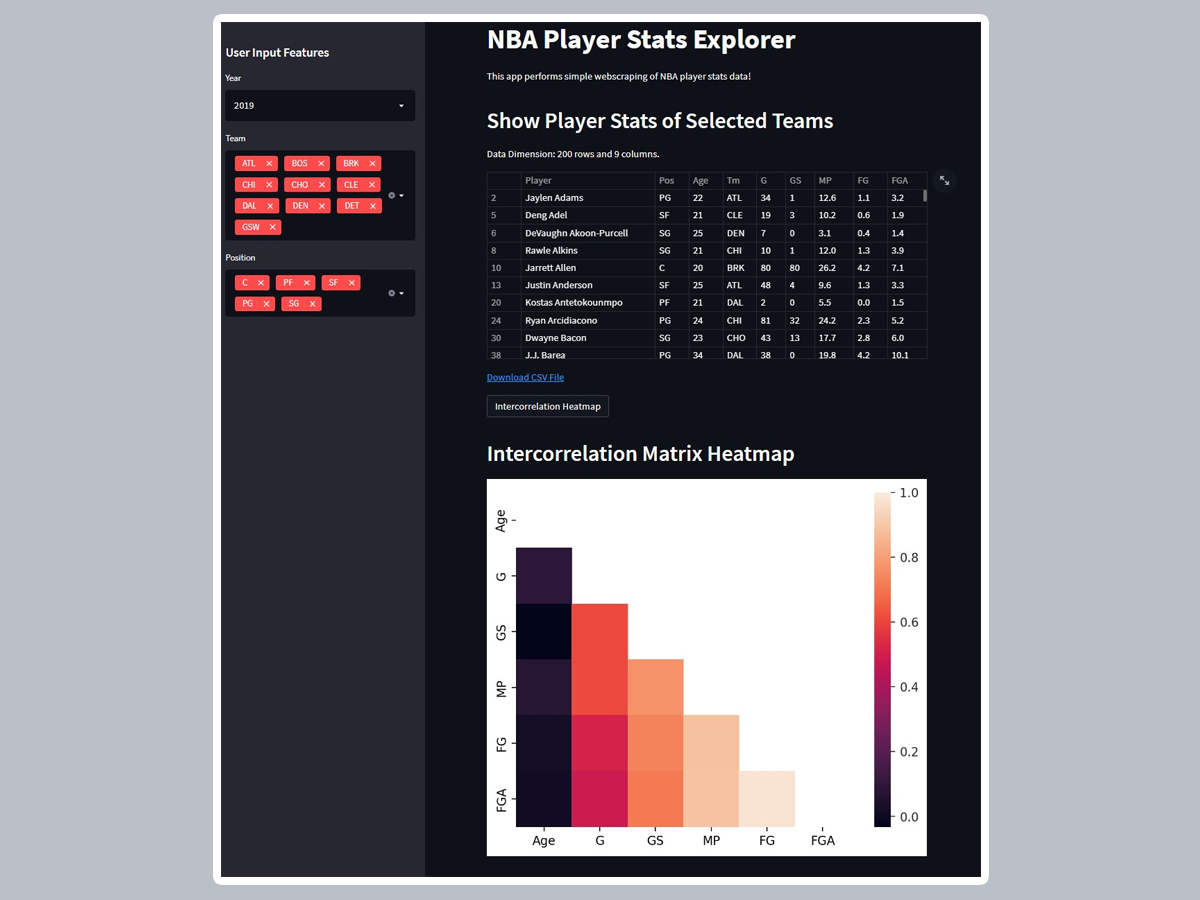 User Input Features
Year
2019
Team
ATL × BOS × BRK ×
CHI × CHO × CLE ×
DAL × DEN × DET ×
GSW ×
Position
C × PF × SF ×
PG × SG ×
NBA Player Stats Explorer
This app performs simple webscraping of NBA player stats data!
Show Player Stats of Selected Teams
Data Dimension: 200 rows and 9 columns.
Player Pos Age Tm G GS MP FG FGA
2 Jaylen Adams PG 22 ATL 34 1 12.6 1.1 3.2
5 Deng Adel SF 21 CLE 19 3 10.2 0.6 1.9
6 DeVaughn Akoon-Purcell SG 25 DEN 7 0 3.1 0.4 1.4
8 Rawle Alkins SG 21 CHI 10 1 12.0 1.3 3.9
10 Jarrett Allen C 20 BRK 80 80 26.2 4.2 7.1
13 Justin Anderson SF 25 ATL 48 4 9.6 1.3 3.3
20 Kostas Antetokounmpo PF 21 DAL 2 0 5.5 0.0 1.5
24 Ryan Arcidiacono PG 24 CHI 81 32 24.2 2.3 5.2
30 Dwayne Bacon SG 23 CHO 43 13 17.7 2.8 6.0
38 J.J. Barea PG 34 DAL 38 0 19.8 4.2 10.1
Download CSV File
Intercorrelation Heatmap
Intercorrelation Matrix Heatmap
Age
G
GS
MP
FG
FGA
Age G GS MP FG FGA
1.0
0.8
0.6
0.4
0.2
0.0